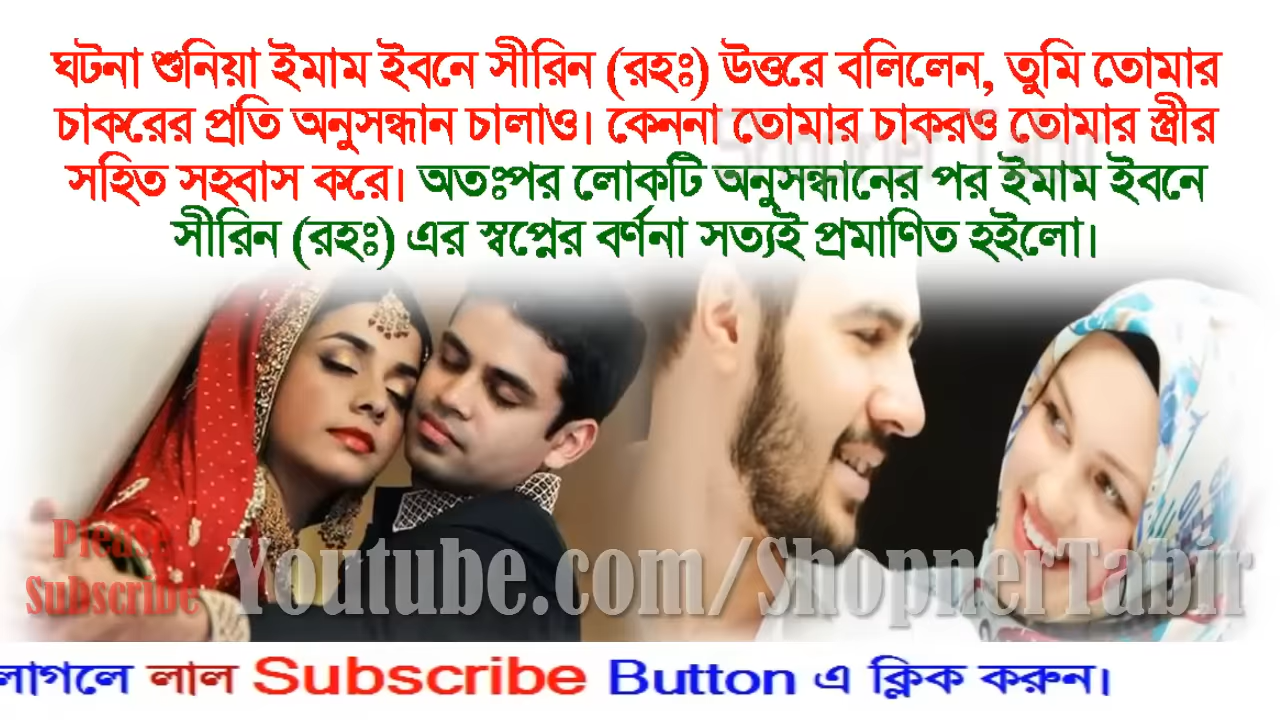 ঘটনা শুনিয়া ইমাম ইবনে সীরিন (রহঃ) উত্তরে বলিলেন, তুমি তোমার
চাকরের প্রতি অনুসন্ধান চালাও। কেননা তোমার চাকরও তোমার স্ত্রীর
সহিত সহবাস করে। অতঃপর লোকটি অনুসন্ধানের পর ইমাম ইবনে
সীরিন (রহঃ) এর স্বপ্নের বর্ণনা সত্যই প্রমাণিত হইলো।
Please
Subscribe
Youtube.com/ShopnerTabir
লাগলে লাল Subscribe Button এ ক্লিক করুন।